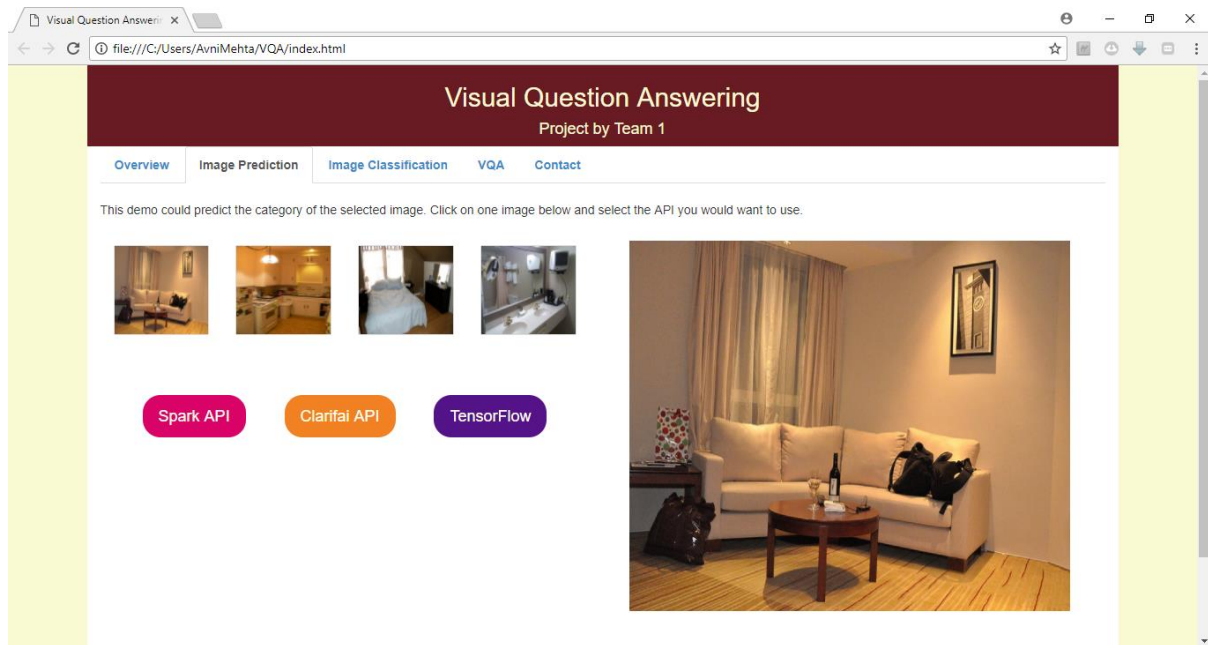 Visual Question Answerin
file:///C:/Users/AvniMehta/VQA/index.html
Visual Question Answering
Project by Team 1
Overview Image Prediction Image Classification VQA Contact
This demo could predict the category of the selected image. Click on one image below and select the API you would want to use.
Spark API Clarifai API TensorFlow